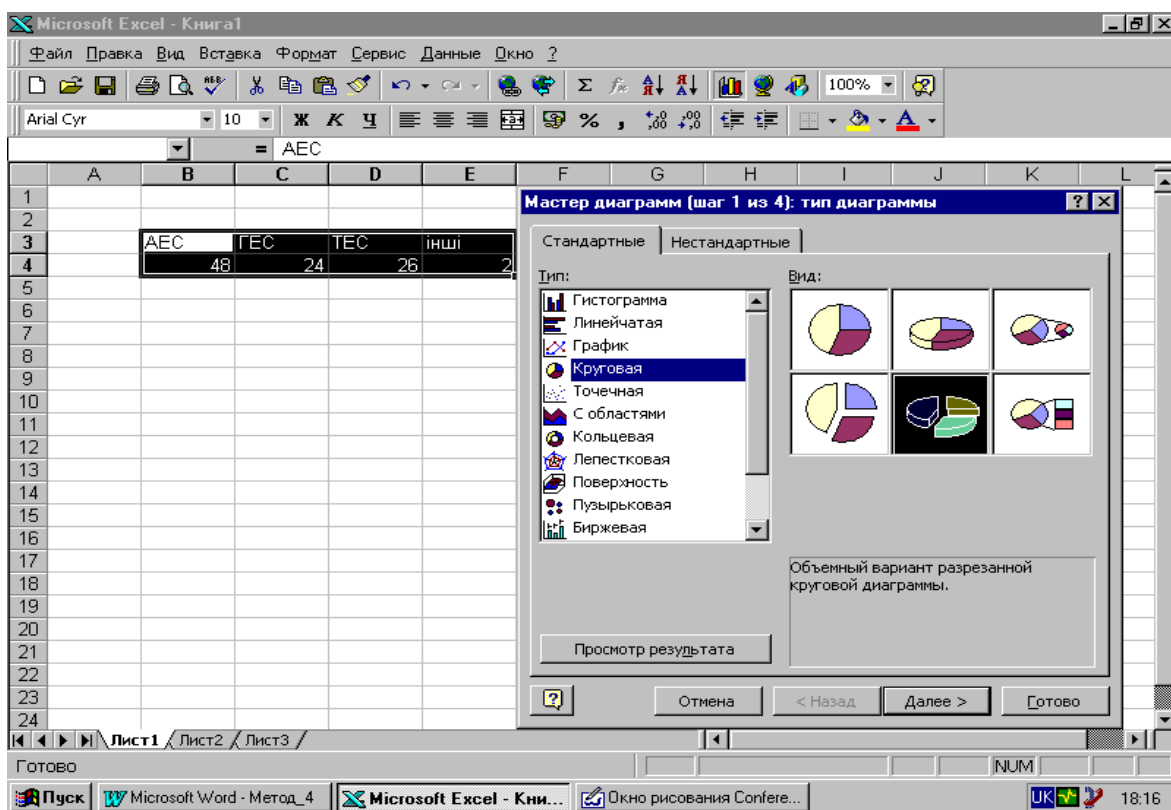 Microsoft Excel - Книга1
Файл Правка Вид Вставка Формат Сервис Данные Окно ?
100%
Arial Cyr 10 Ж К Ч
= АЕС
A B C D E F G H I J K L
1
2
3 АЕС ГЕС ТЕС інші
4 48 24 26 2
5
6
7
8
9
10
11
12
13
14
15
16
17
18
19
20
21
22
23
24
Мастер диаграмм (шаг 1 из 4): тип диаграммы
Стандартные Нестандартные
Тип: Вид:
Гистограмма
Линейчатая
График
Круговая
Точечная
С областями
Кольцевая
Лепестковая
Поверхность
Пузырьковая
Биржевая
Объемный вариант разрезанной
круговой диаграммы.
Просмотр результата
Отмена < Назад Далее > Готово
Лист1 Лист2 Лист3
Готово NUM
Пуск Microsoft Word - Метод_4 Microsoft Excel - Кни... Окно рисования Confere... UK 18:16